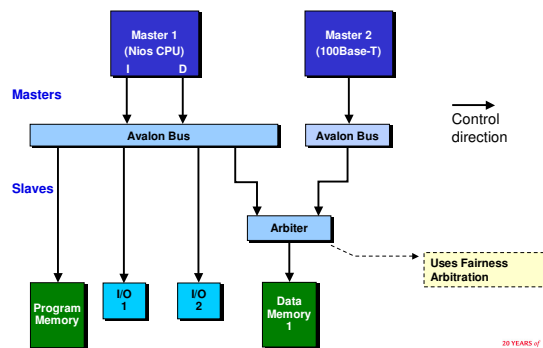 Master 1
(Nios CPU)
I D
Master 2
(100Base-T)
Masters
Control
direction
Avalon Bus
Avalon Bus
Slaves
Arbiter
Uses Fairness
Arbitration
Program
Memory
I/O
1
I/O
2
Data
Memory
1
20 YEARS of